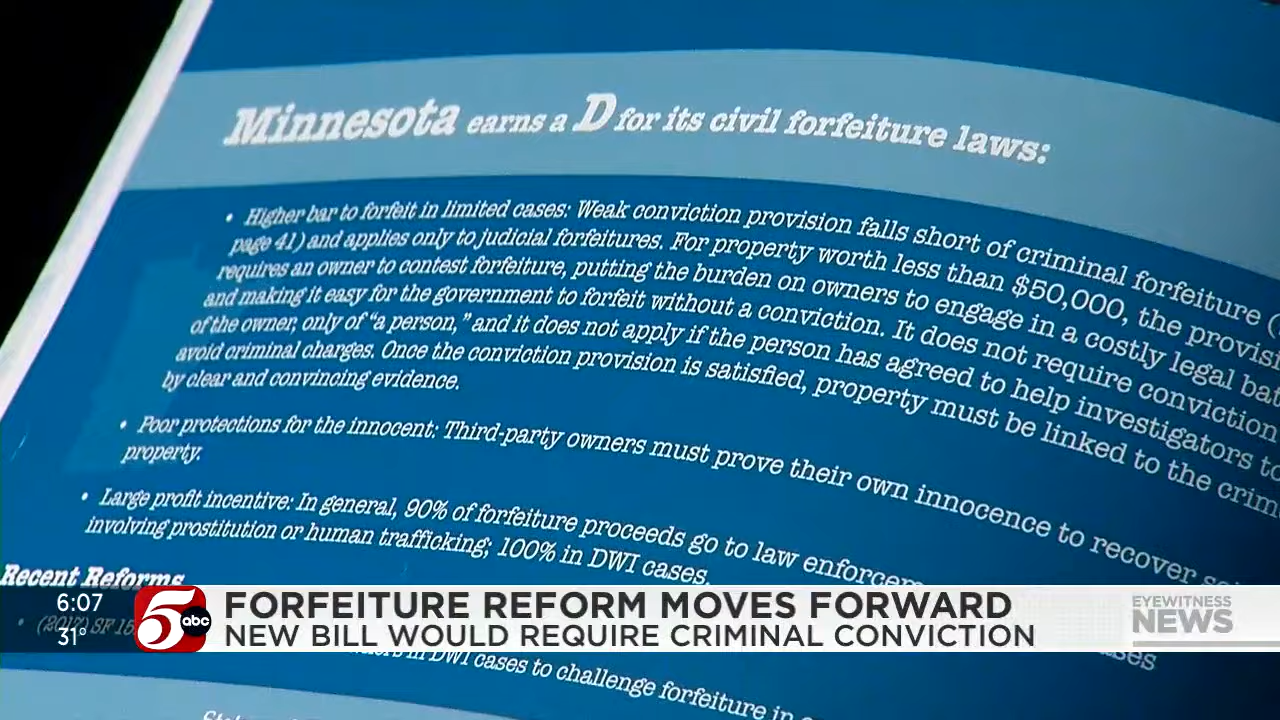 Minnesota earns a D for its civil forfeiture laws:
• Higher bar to forfeit in limited cases: Weak conviction provision falls short of criminal forfeiture (
page 41) and applies only to judicial forfeitures. For property worth less than $50,000, the provisi
requires an owner to contest forfeiture, putting the burden on owners to engage in a costly legal bat
and making it easy for the government to forfeit without a conviction. It does not require conviction
of the owner, only of “a person,” and it does not apply if the person has agreed to help investigators to
avoid criminal charges. Once the conviction provision is satisfied, property must be linked to the crim
by clear and convincing evidence.
• Poor protections for the innocent: Third-party owners must prove their own innocence to recover
property.
• Large profit incentive: In general, 90% of forfeiture proceeds go to law enforcem
involving prostitution or human trafficking; 100% in DWI cases.
Recent Reforms
• (2017) SF 15
in DWI cases to challenge forfeiture in
6:07
31°
5
abc
FORFEITURE REFORM MOVES FORWARD
NEW BILL WOULD REQUIRE CRIMINAL CONVICTION
EYEWITNESS
NEWS